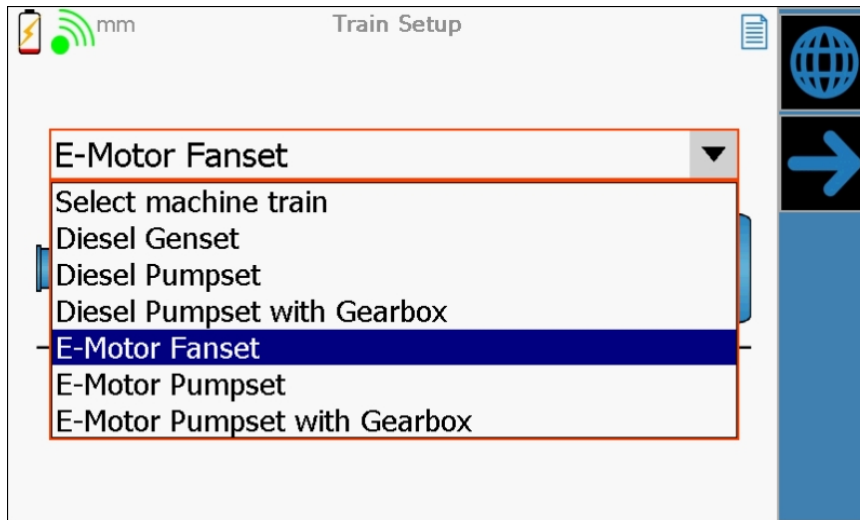 mm
Train Setup
E-Motor Fanset
Select machine train
Diesel Genset
Diesel Pumpset
Diesel Pumpset with Gearbox
E-Motor Fanset
E-Motor Pumpset
E-Motor Pumpset with Gearbox